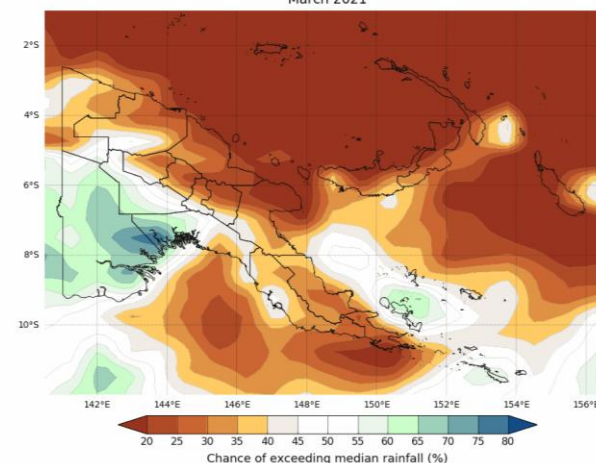 March 2021
2°S
4°S
6°S
8°S
10°S
142°E 144°E 146°E 148°E 150°E 152°E 154°E 156°E
20 25 30 35 40 45 55 60 65 70 75 80
Chance of exceeding median rainfall (%)